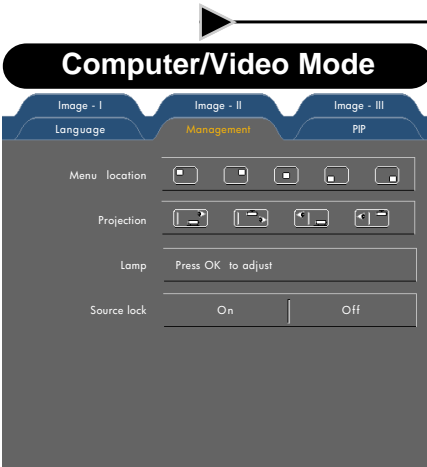 Computer/Video Mode
Image - I Image - II Image - III
Language Management PIP
Menu location
Projection
Lamp Press OK to adjust
Source lock On Off